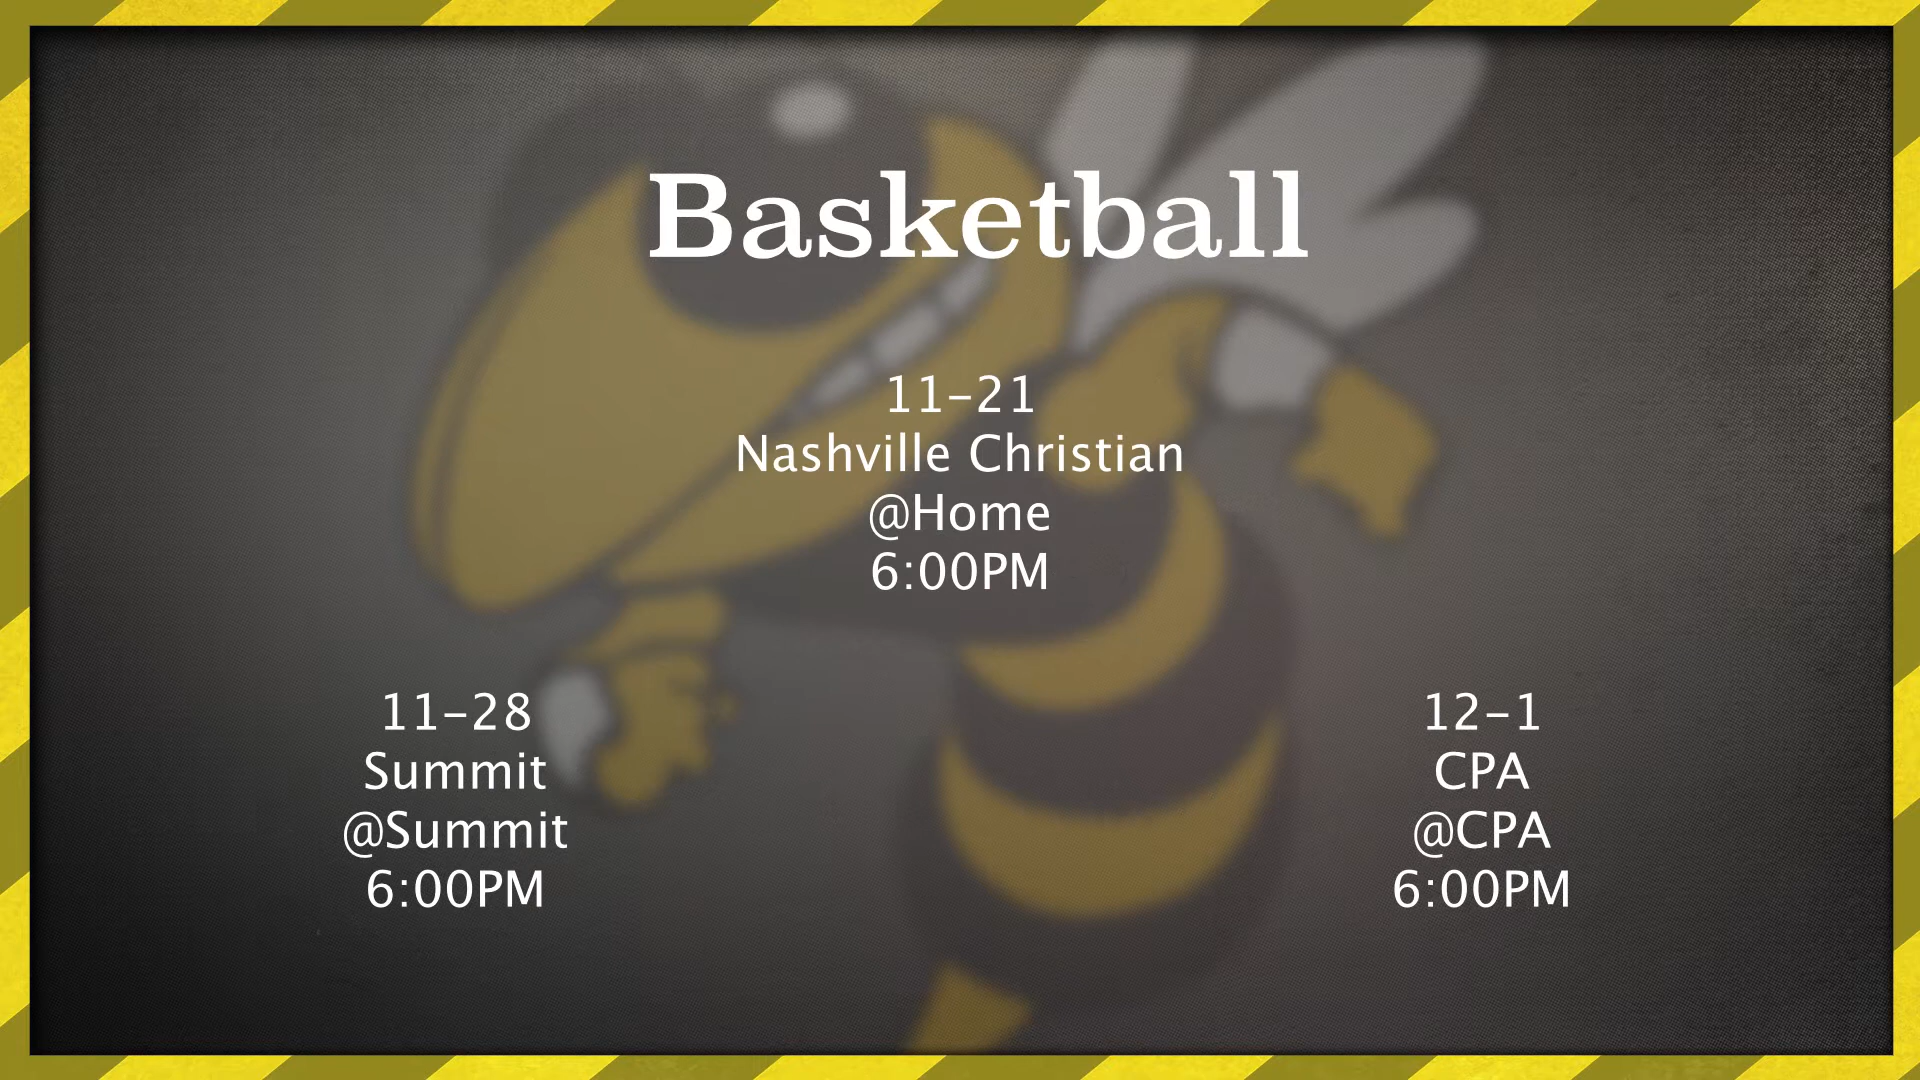 Basketball
11-21
Nashville Christian
@Home
6:00PM
11-28
Summit
@Summit
6:00PM
12-1
CPA
@CPA
6:00PM